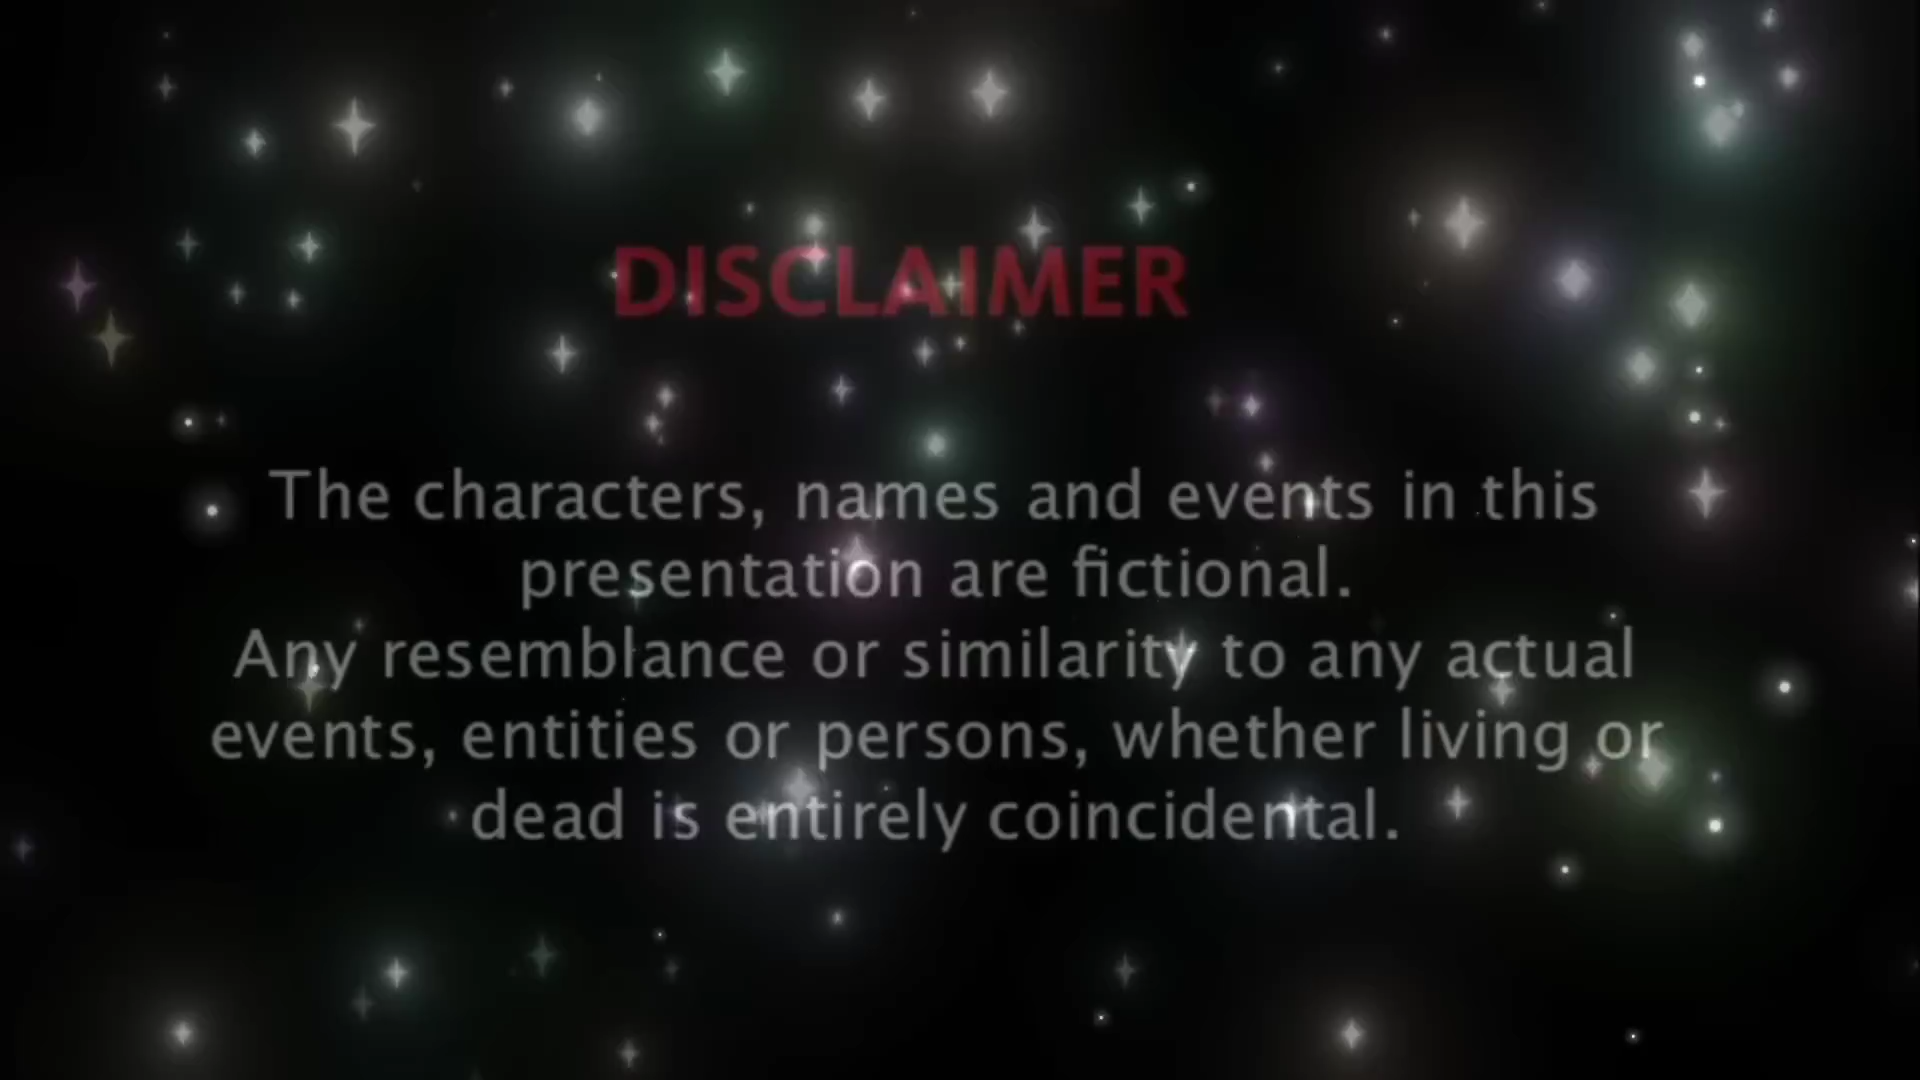 DISCLAIMER
The characters, names and events in this
presentation are fictional.
Any resemblance or similarity to any actual
events, entities or persons, whether living or
dead is entirely coincidental.